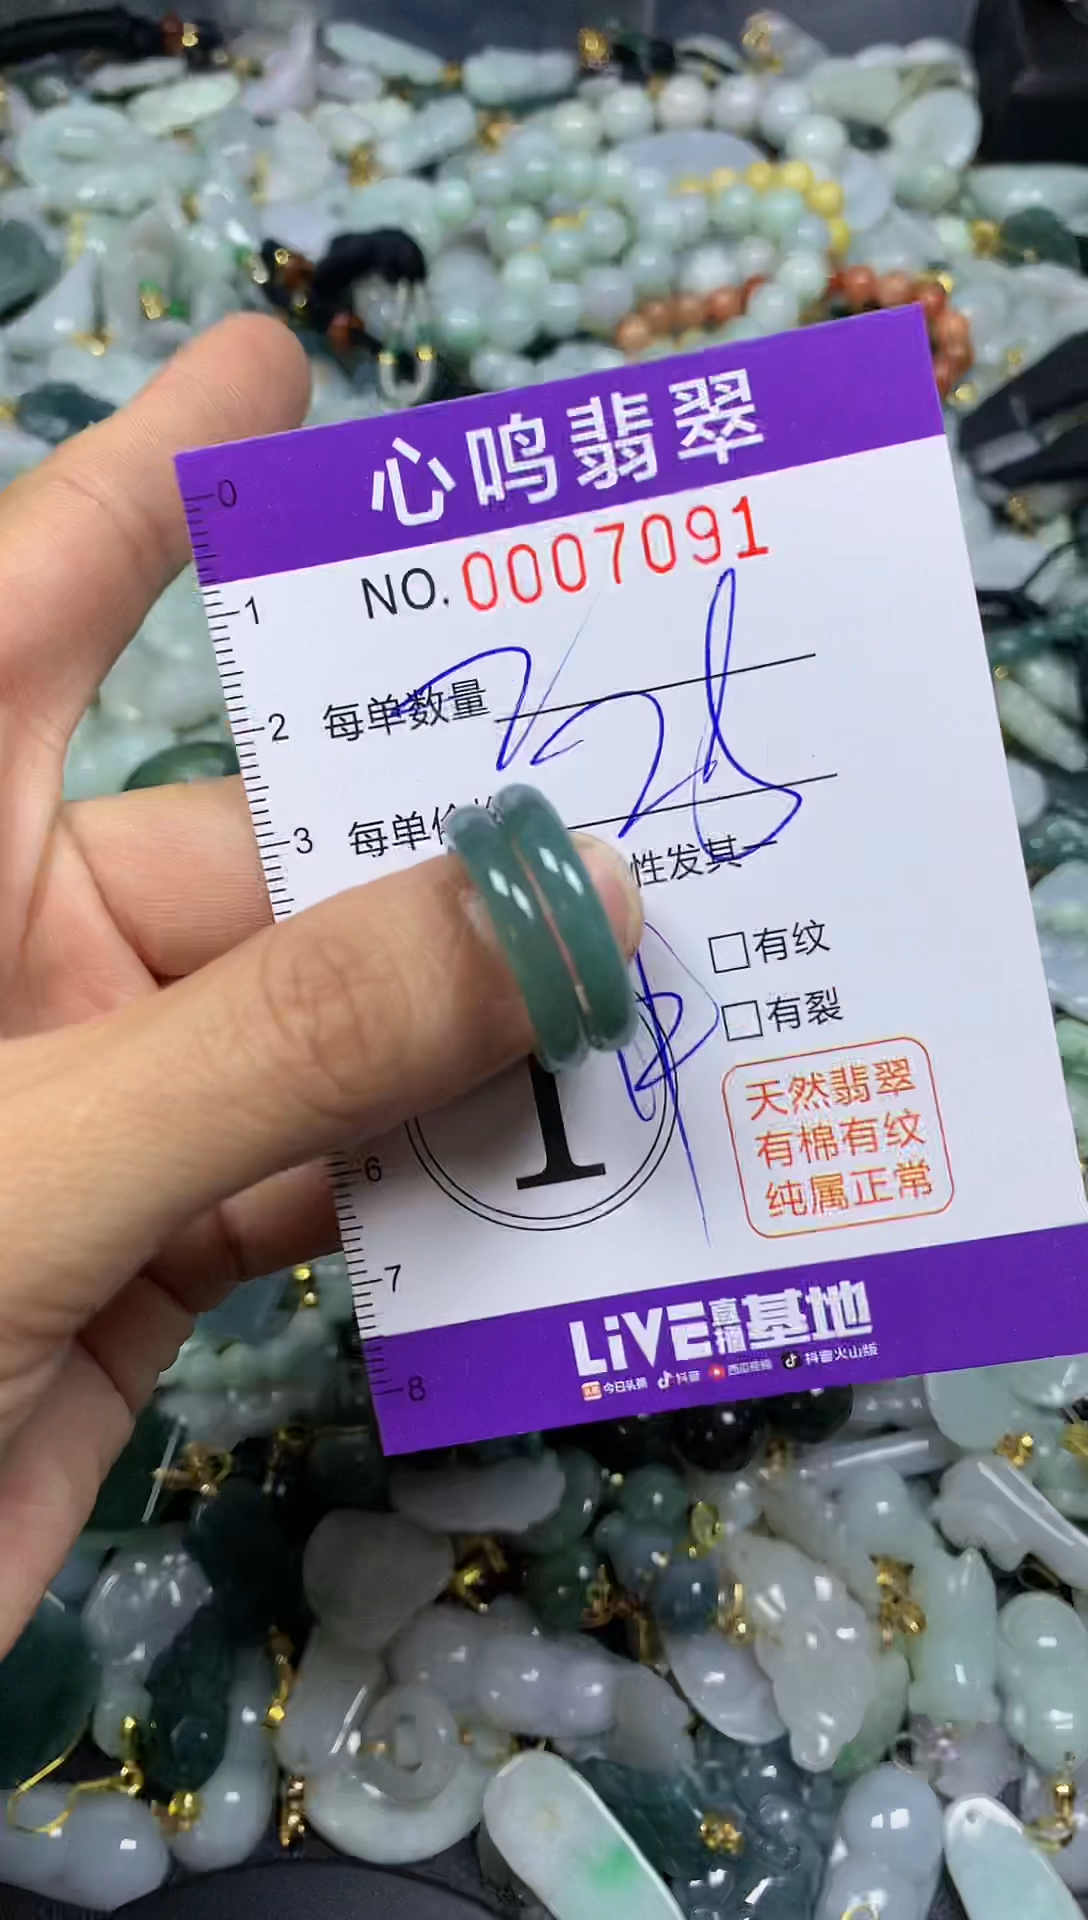 心鸣翡翠
NO. 0007091
0
1
2
3
6
7
8
每单数量
每单价
性发其一
□有纹
□有裂
1
天然翡翠
有棉有纹
纯属正常
LiVE直播基地
今日头条 抖音 西瓜视频 抖音火山版